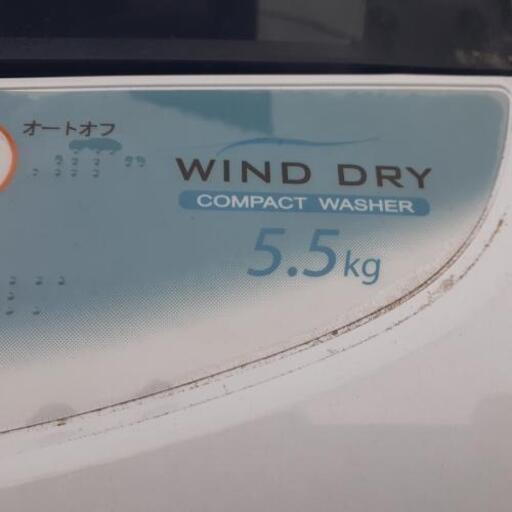 オートオフ
WIND DRY
COMPACT WASHER
5.5kg